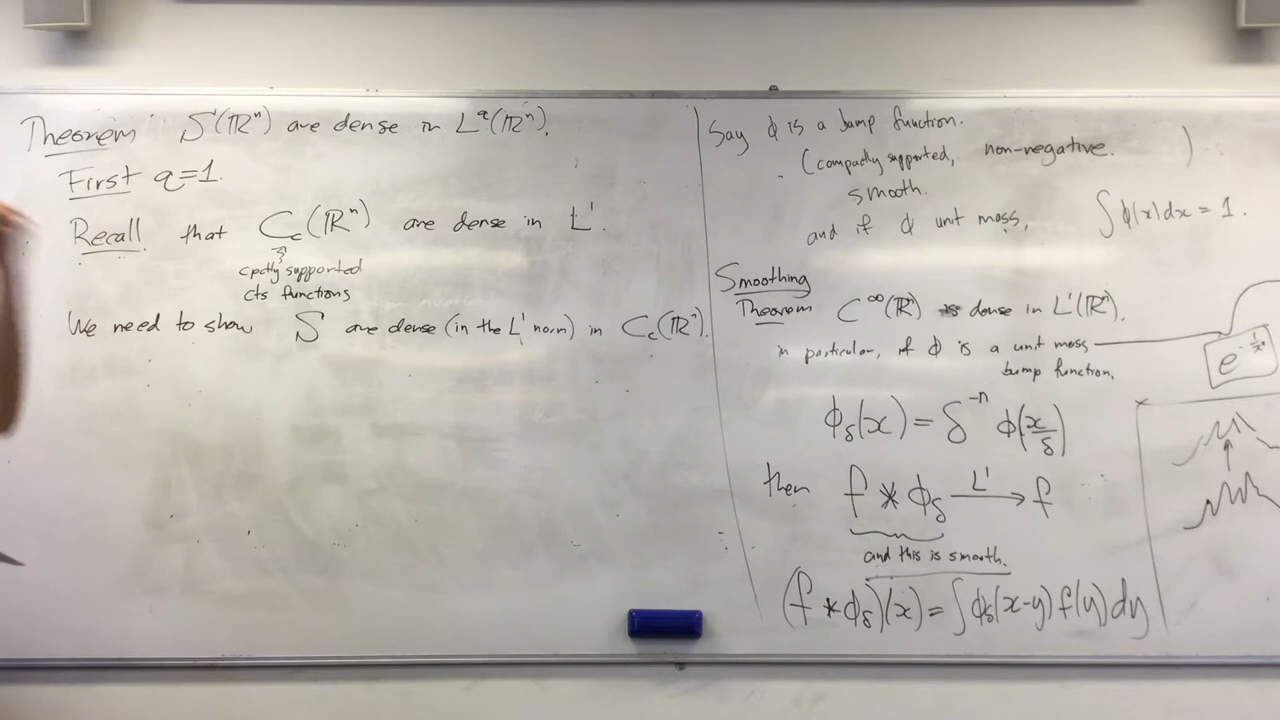 Theorem: S(ℝⁿ) are dense in L^q(ℝⁿ).
First q=1.
Recall that C_c(ℝⁿ) are dense in L¹.
cpctly supported
cts functions
We need to show S are dense (in the L¹ norm) in C_c(ℝⁿ).
Say ϕ is a bump function.
(compactly supported, non-negative. )
smooth.
and if ϕ unit mass, ∫ϕ(x)dx = 1.
Smoothing
Theorem C^∞(ℝⁿ) is dense in L¹(ℝⁿ).
in particular, if ϕ is a unit mass
bump function,
ϕ_δ(x) = δ^{-n} ϕ(x/δ)
then f * ϕ_δ →^{L¹} f
and this is smooth.
(f * ϕ_δ)(x) = ∫ϕ_δ(x-y) f(y) dy